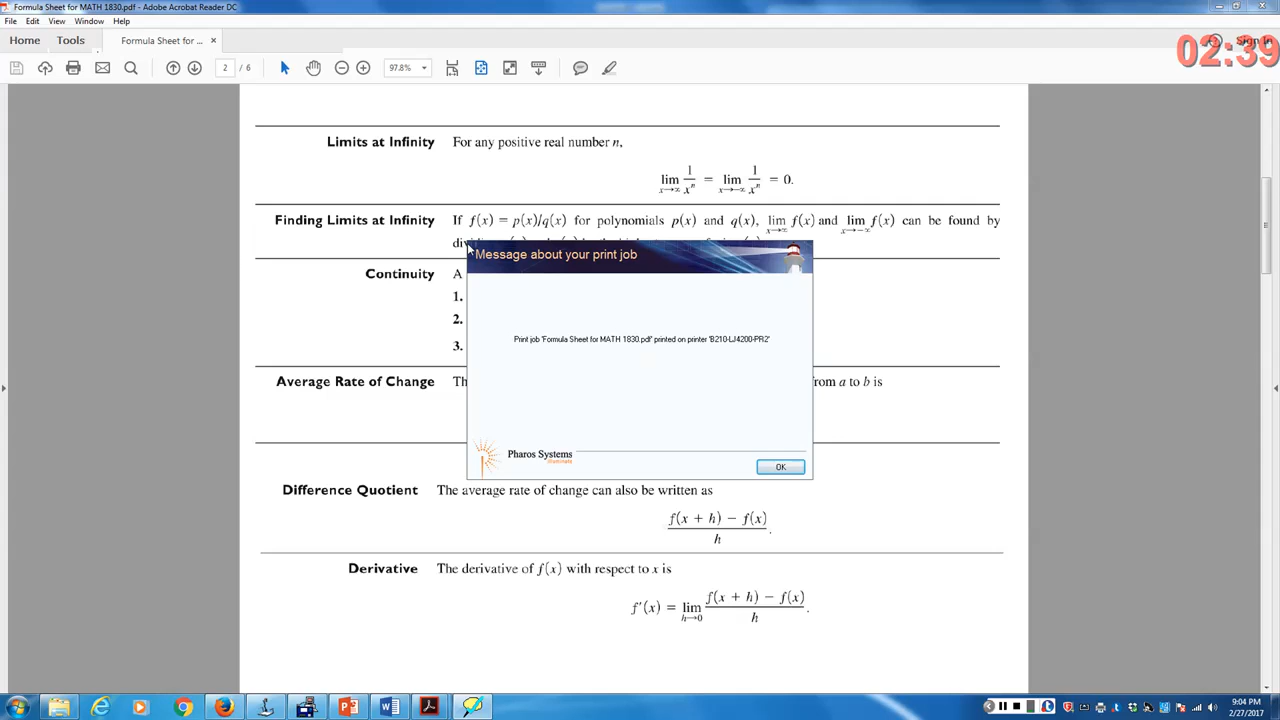 Formula Sheet for MATH 1830.pdf - Adobe Acrobat Reader DC
File Edit View Window Help
Home Tools Formula Sheet for ... × Sign In
02:39
2 / 6 97.8%
Limits at Infinity For any positive real number n,
lim x→∞ 1/xⁿ = lim x→−∞ 1/xⁿ = 0.
Finding Limits at Infinity If f(x) = p(x)/q(x) for polynomials p(x) and q(x), lim x→∞ f(x) and lim x→−∞ f(x) can be found by
Message about your print job
Continuity A
1.
2.
3.
Print job 'Formula Sheet for MATH 1830.pdf' printed on printer 'B210-LJ4200-PR2'
Average Rate of Change Th from a to b is
Pharos Systems
OK
Difference Quotient The average rate of change can also be written as
f(x + h) − f(x)
h .
Derivative The derivative of f(x) with respect to x is
f′(x) = lim h→0 f(x + h) − f(x)
h .
9:04 PM
2/27/2017